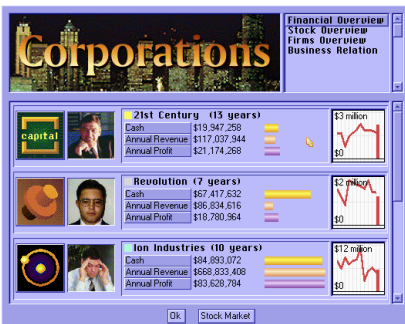 Corporations
Financial Overview
Stock Overview
Firms Overview
Business Relation
capital
21st Century (13 years)
Cash $19,947,258
Annual Revenue $117,037,944
Annual Profit $21,174,268
$3 million
$0
Revolution (7 years)
Cash $67,417,632
Annual Revenue $86,834,616
Annual Profit $18,780,964
$2 million
$0
Ion Industries (10 years)
Cash $84,893,072
Annual Revenue $668,833,408
Annual Profit $83,628,784
$12 million
$0
Ok Stock Market